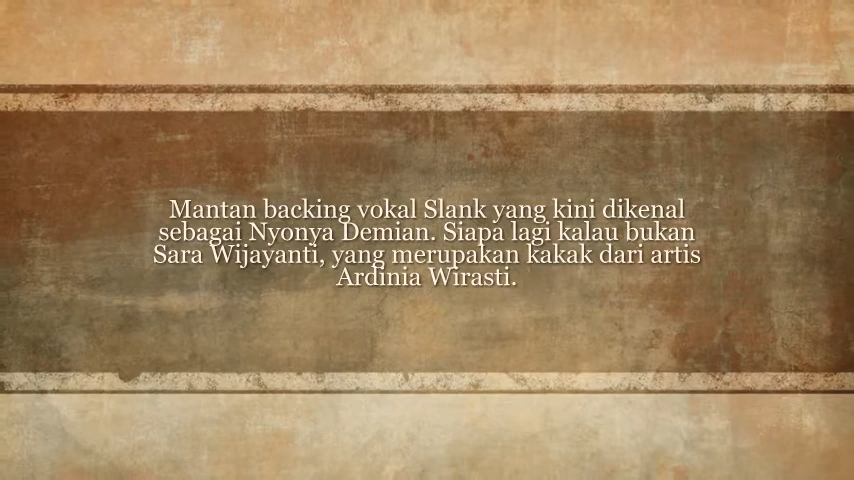 Mantan backing vokal Slank yang kini dikenal
sebagai Nyonya Demian. Siapa lagi kalau bukan
Sara Wijayanti, yang merupakan kakak dari artis
Ardinia Wirasti.